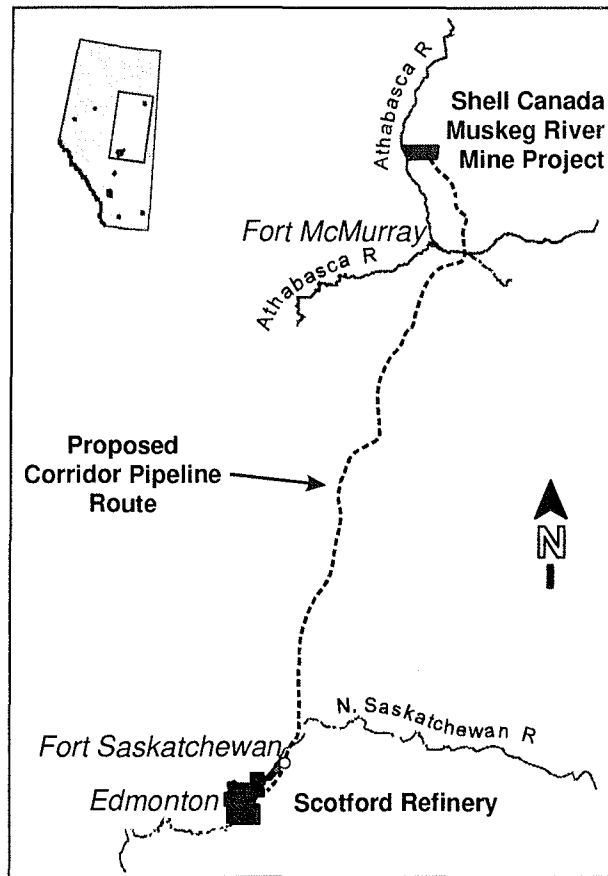 Athabasca R
Shell Canada
Muskeg River
Mine Project
Fort McMurray
Athabasca R
Proposed
Corridor Pipeline
Route
N
N. Saskatchewan R
Fort Saskatchewan
Edmonton
Scotford Refinery